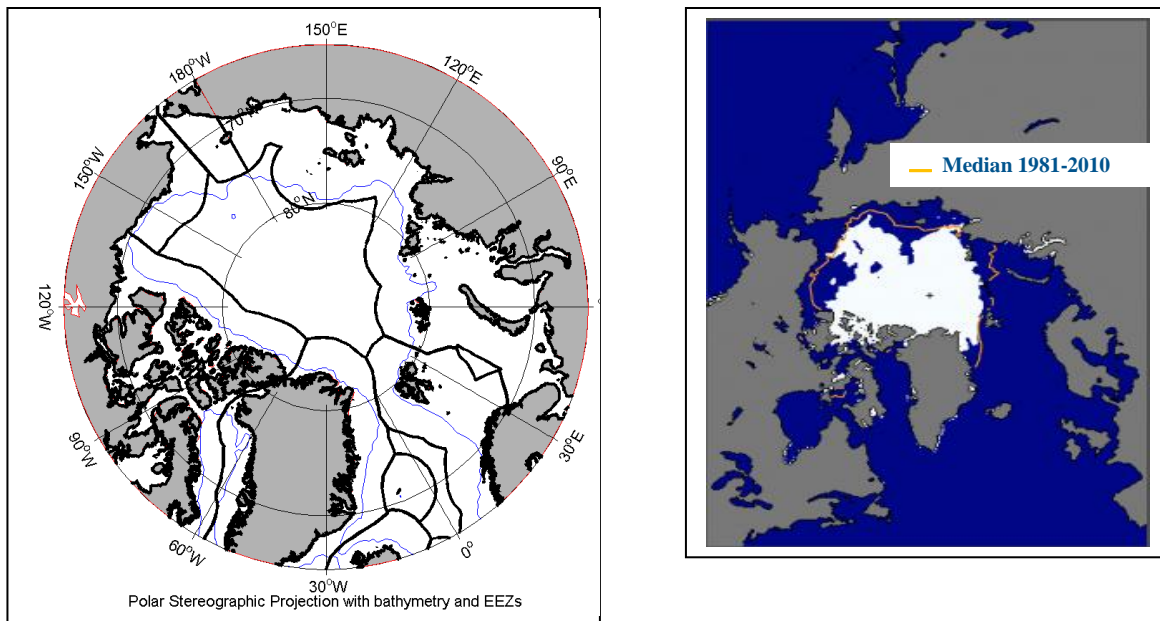 150°E
180°W
120°E
70°N
150°W
90°E
80°N
120°W
90°W
30°E
60°W
0°
30°W
Polar Stereographic Projection with bathymetry and EEZs
Median 1981-2010